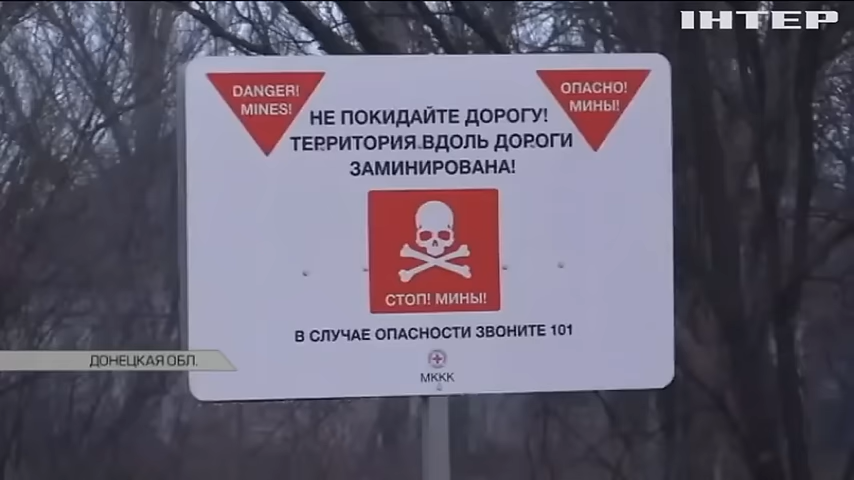 ІНТЕР
DANGER!
MINES!
ОПАСНО!
МИНЫ!
НЕ ПОКИДАЙТЕ ДОРОГУ!
ТЕРРИТОРИЯ ВДОЛЬ ДОРОГИ
ЗАМИНИРОВАНА!
СТОП! МИНЫ!
В СЛУЧАЕ ОПАСНОСТИ ЗВОНИТЕ 101
МККК
ДОНЕЦКАЯ ОБЛ.